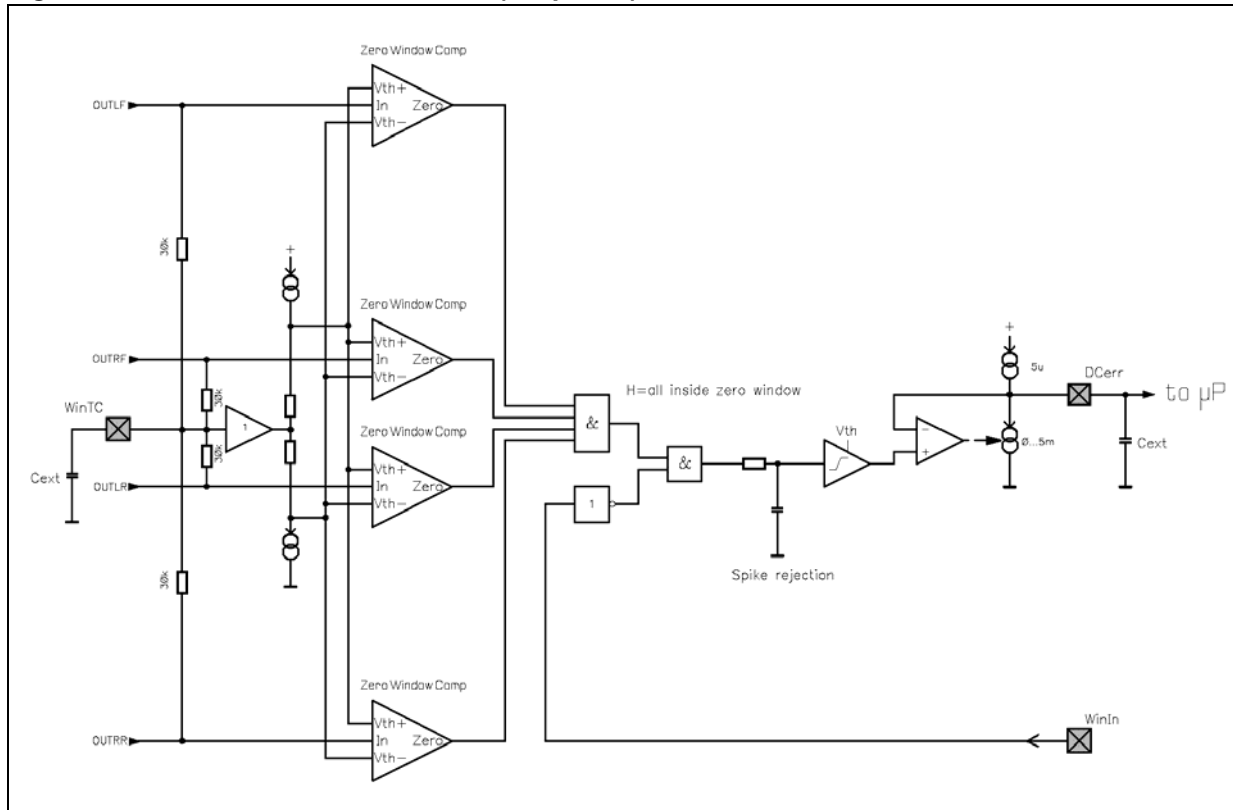 Zero Window Comp
Vth+
In Zero
Vth-
OUTLF
30k
+
Zero Window Comp
Vth+
In Zero
Vth-
OUTRF
30k
WinTC
1
30k
Cext
OUTLR
Zero Window Comp
Vth+
In Zero
Vth-
&
H=all inside zero window
&
1
Vth
Spike rejection
+
5u
DCerr
to µP
-
+
0...5m
Cext
30k
Zero Window Comp
Vth+
In Zero
Vth-
OUTRR
WinIn